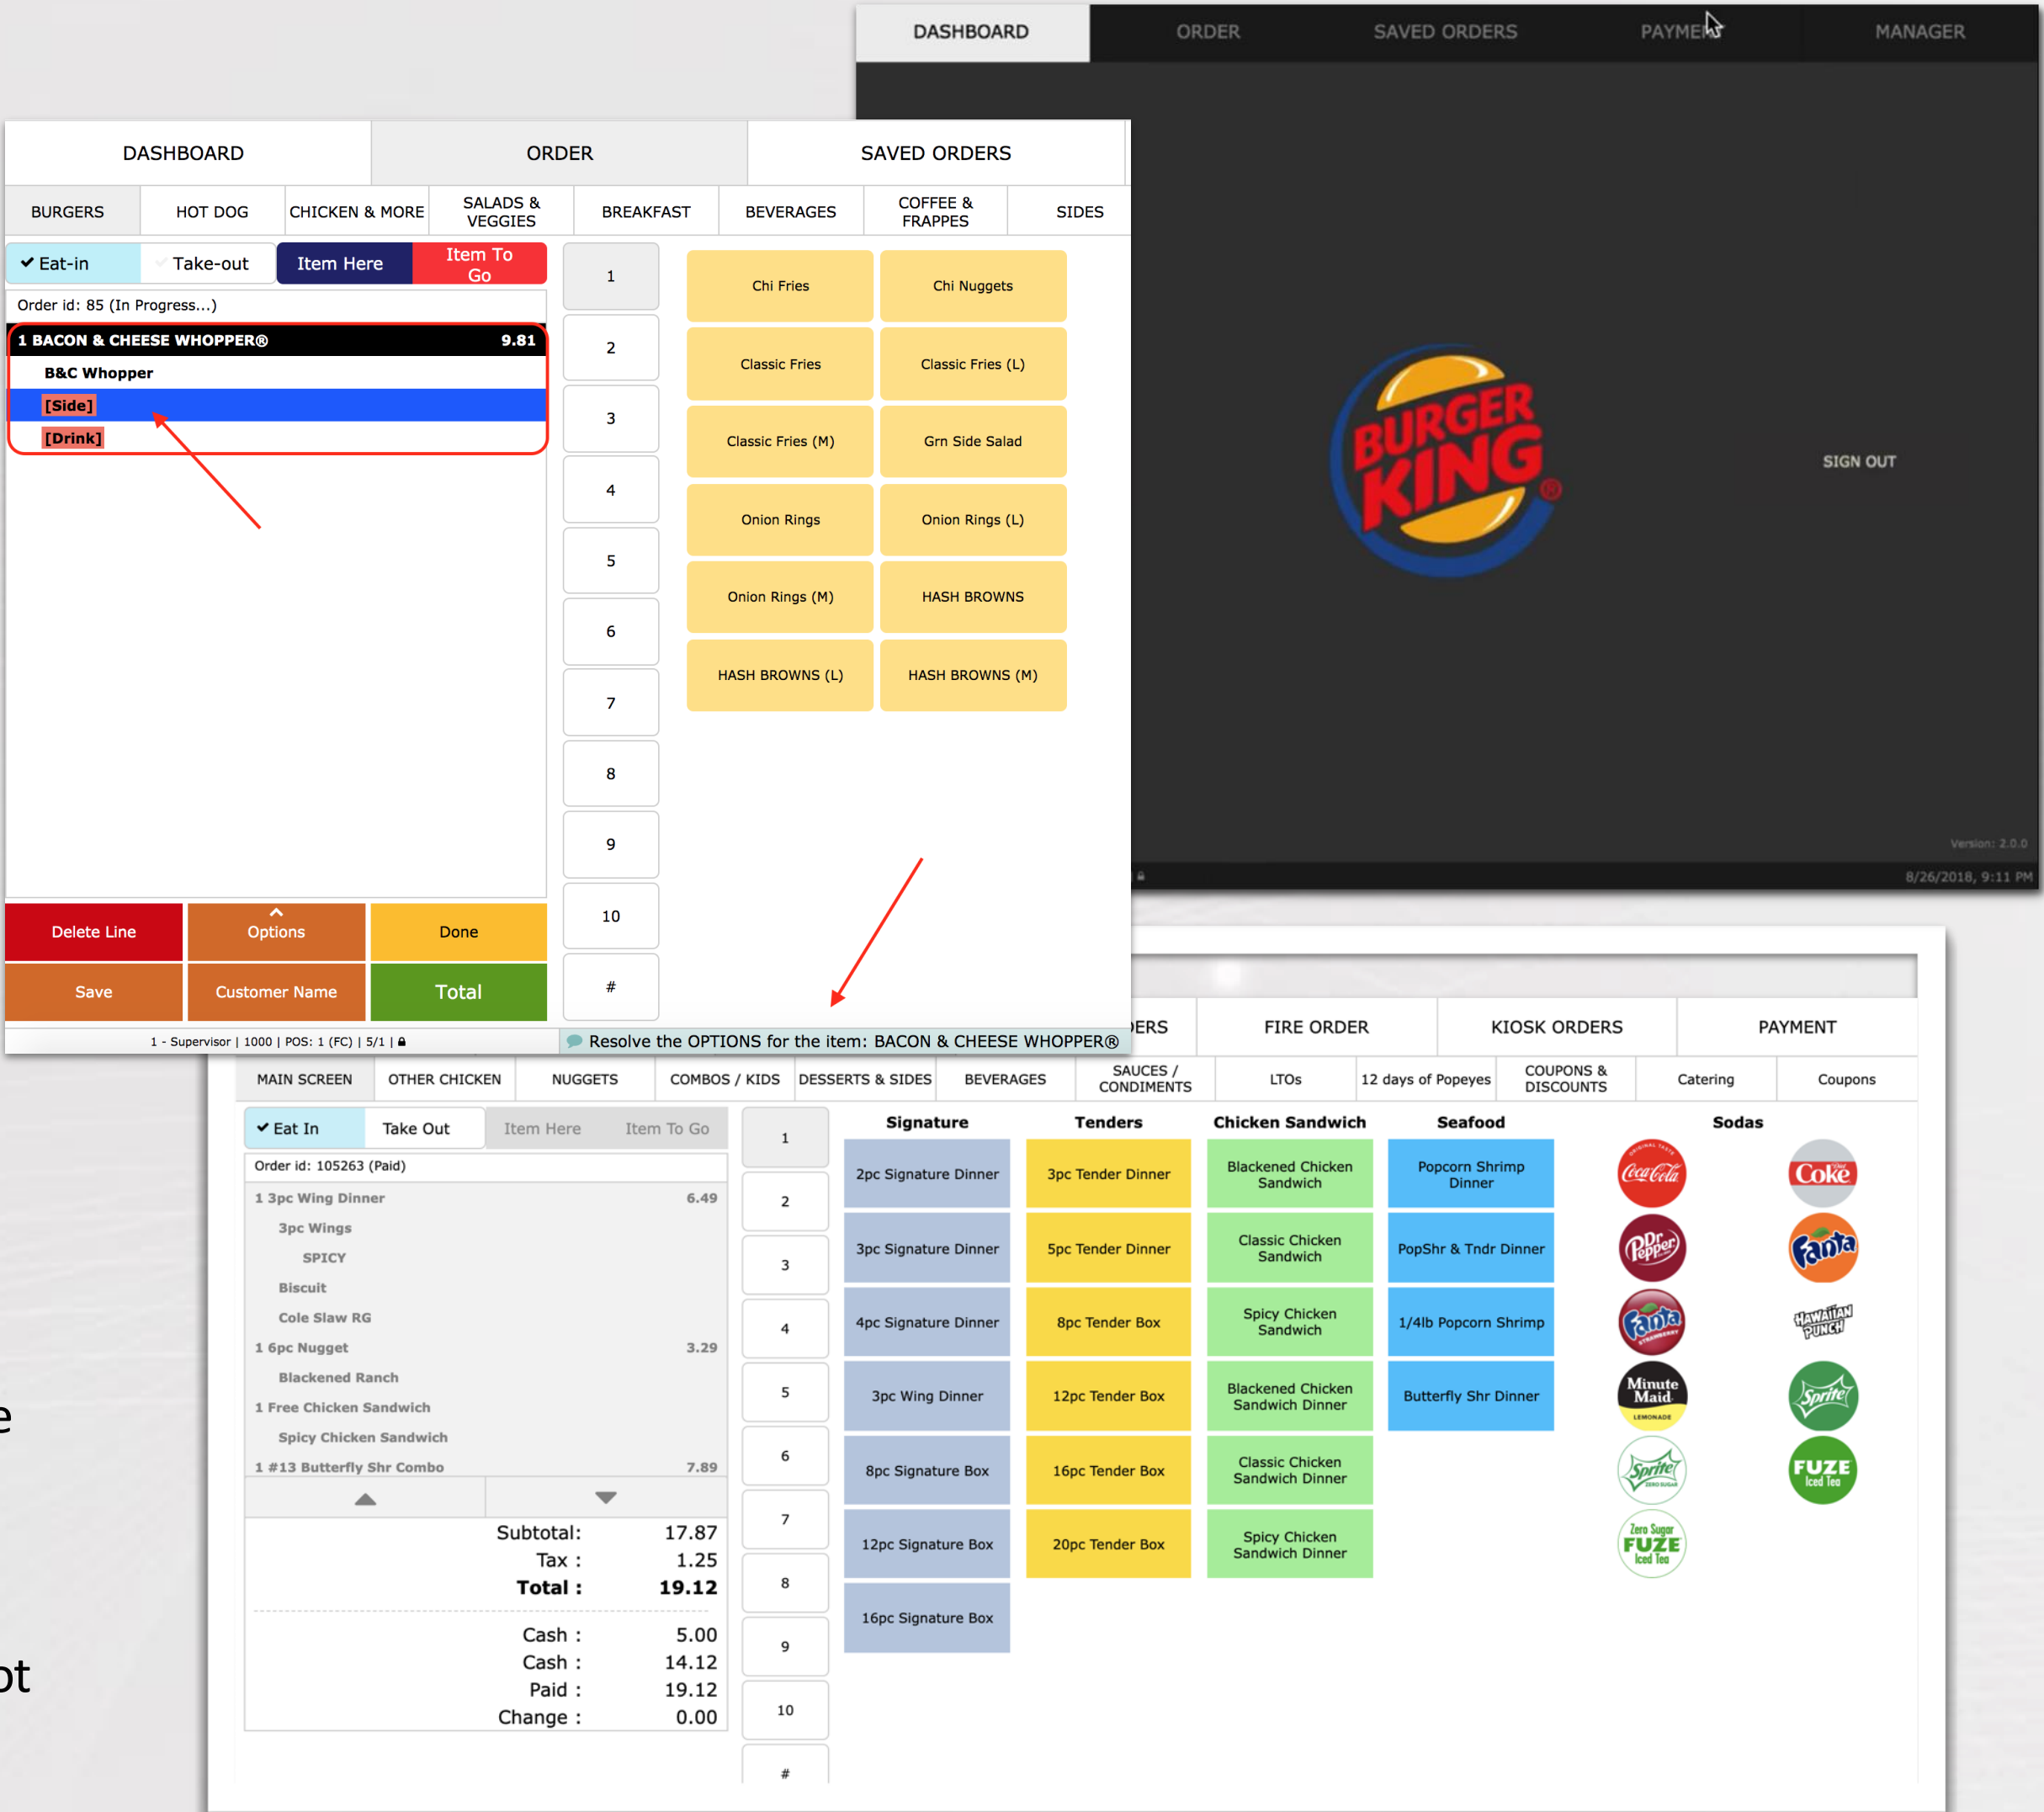 DASHBOARD ORDER SAVED ORDERS PAYMENT MANAGER
BURGER
KING®
SIGN OUT
Version: 2.0.0
8/26/2018, 9:11 PM
DASHBOARD ORDER SAVED ORDERS
BURGERS HOT DOG CHICKEN & MORE SALADS & VEGGIES BREAKFAST BEVERAGES COFFEE & FRAPPES SIDES
Eat-in Take-out Item Here Item To Go
Order id: 85 (In Progress...)
1 BACON & CHEESE WHOPPER® 9.81
B&C Whopper
[Side]
[Drink]
1
2
3
4
5
6
7
8
9
10
#
Chi Fries Chi Nuggets
Classic Fries Classic Fries (L)
Classic Fries (M) Grn Side Salad
Onion Rings Onion Rings (L)
Onion Rings (M) HASH BROWNS
HASH BROWNS (L) HASH BROWNS (M)
Delete Line Options Done
Save Customer Name Total
1 - Supervisor | 1000 | POS: 1 (FC) | 5/1 |
Resolve the OPTIONS for the item: BACON & CHEESE WHOPPER®
ERS FIRE ORDER KIOSK ORDERS PAYMENT
MAIN SCREEN OTHER CHICKEN NUGGETS COMBOS / KIDS DESSERTS & SIDES BEVERAGES SAUCES / CONDIMENTS LTOs 12 days of Popeyes COUPONS & DISCOUNTS Catering Coupons
Eat In Take Out Item Here Item To Go
Order id: 105263 (Paid)
1 3pc Wing Dinner 6.49
3pc Wings
SPICY
Biscuit
Cole Slaw RG
1 6pc Nugget 3.29
Blackened Ranch
1 Free Chicken Sandwich
Spicy Chicken Sandwich
1 #13 Butterfly Shr Combo 7.89
Subtotal: 17.87
Tax : 1.25
Total : 19.12
Cash : 5.00
Cash : 14.12
Paid : 19.12
Change : 0.00
1
2
3
4
5
6
7
8
9
10
#
Signature
2pc Signature Dinner
3pc Signature Dinner
4pc Signature Dinner
3pc Wing Dinner
8pc Signature Box
12pc Signature Box
16pc Signature Box
Tenders
3pc Tender Dinner
5pc Tender Dinner
8pc Tender Box
12pc Tender Box
16pc Tender Box
20pc Tender Box
Chicken Sandwich
Blackened Chicken
Sandwich
Classic Chicken
Sandwich
Spicy Chicken
Sandwich
Blackened Chicken
Sandwich Dinner
Classic Chicken
Sandwich Dinner
Spicy Chicken
Sandwich Dinner
Seafood
Popcorn Shrimp
Dinner
PopShr & Tndr Dinner
1/4lb Popcorn Shrimp
Butterfly Shr Dinner
Sodas
ORIGINAL TASTE
Coca-Cola
Diet
Coke
Dr Pepper
Fanta
Fanta
STRAWBERRY
HAWAIIAN
PUNCH
Minute
Maid
LEMONADE
Sprite
Sprite
ZERO SUGAR
FUZE
Iced Tea
Zero Sugar
FUZE
Iced Tea
e
ot